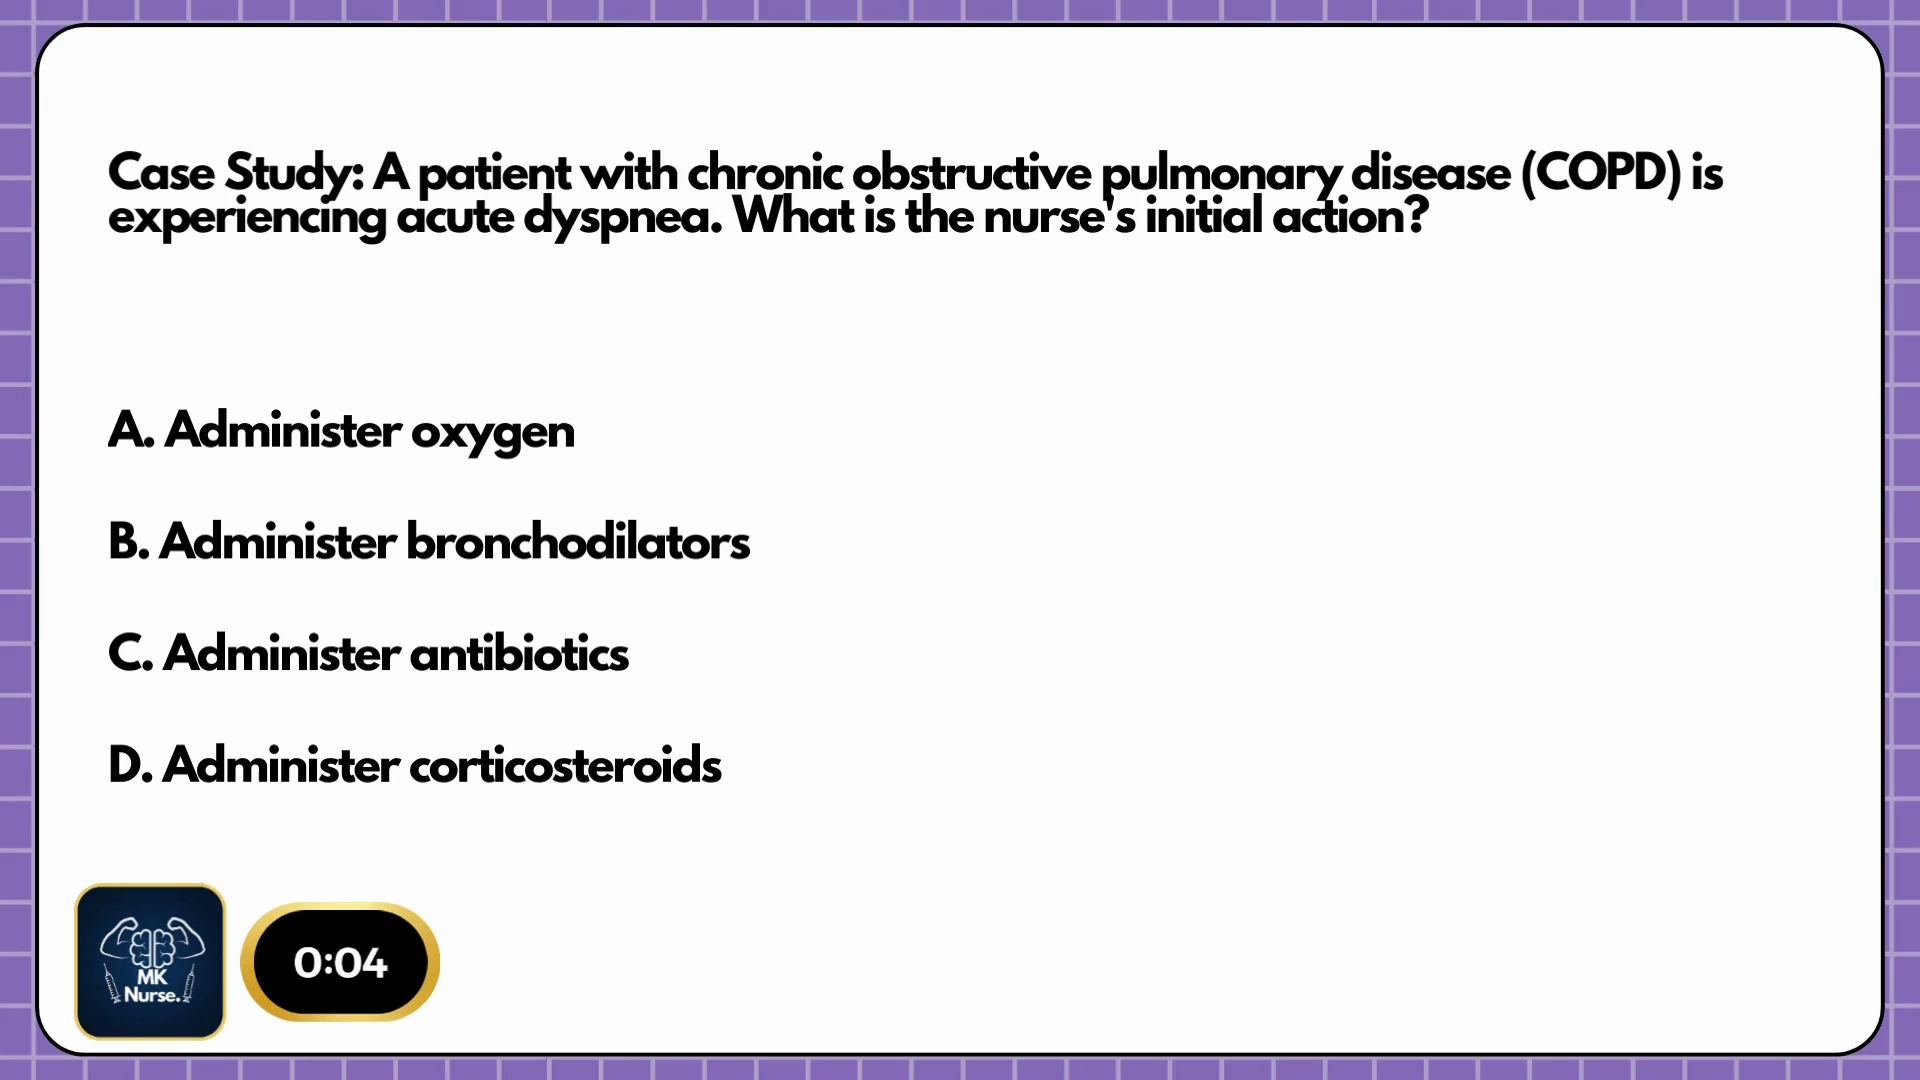 Case Study: A patient with chronic obstructive pulmonary disease (COPD) is
experiencing acute dyspnea. What is the nurse's initial action?
A. Administer oxygen
B. Administer bronchodilators
C. Administer antibiotics
D. Administer corticosteroids
MK
Nurse.
0:04